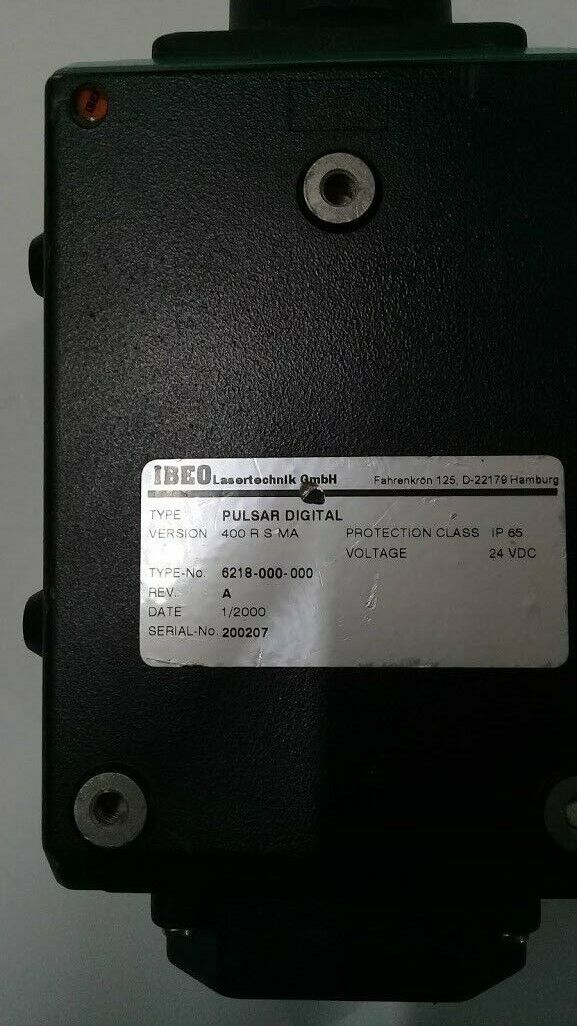 IBEO
IBEO Lasertechnik GmbH Fahrenkrön 125, D-22179 Hamburg
TYPE PULSAR DIGITAL
VERSION 400 R S MA PROTECTION CLASS IP 65
VOLTAGE 24 VDC
TYPE-No. 6218-000-000
REV. A
DATE 1/2000
SERIAL-No. 200207